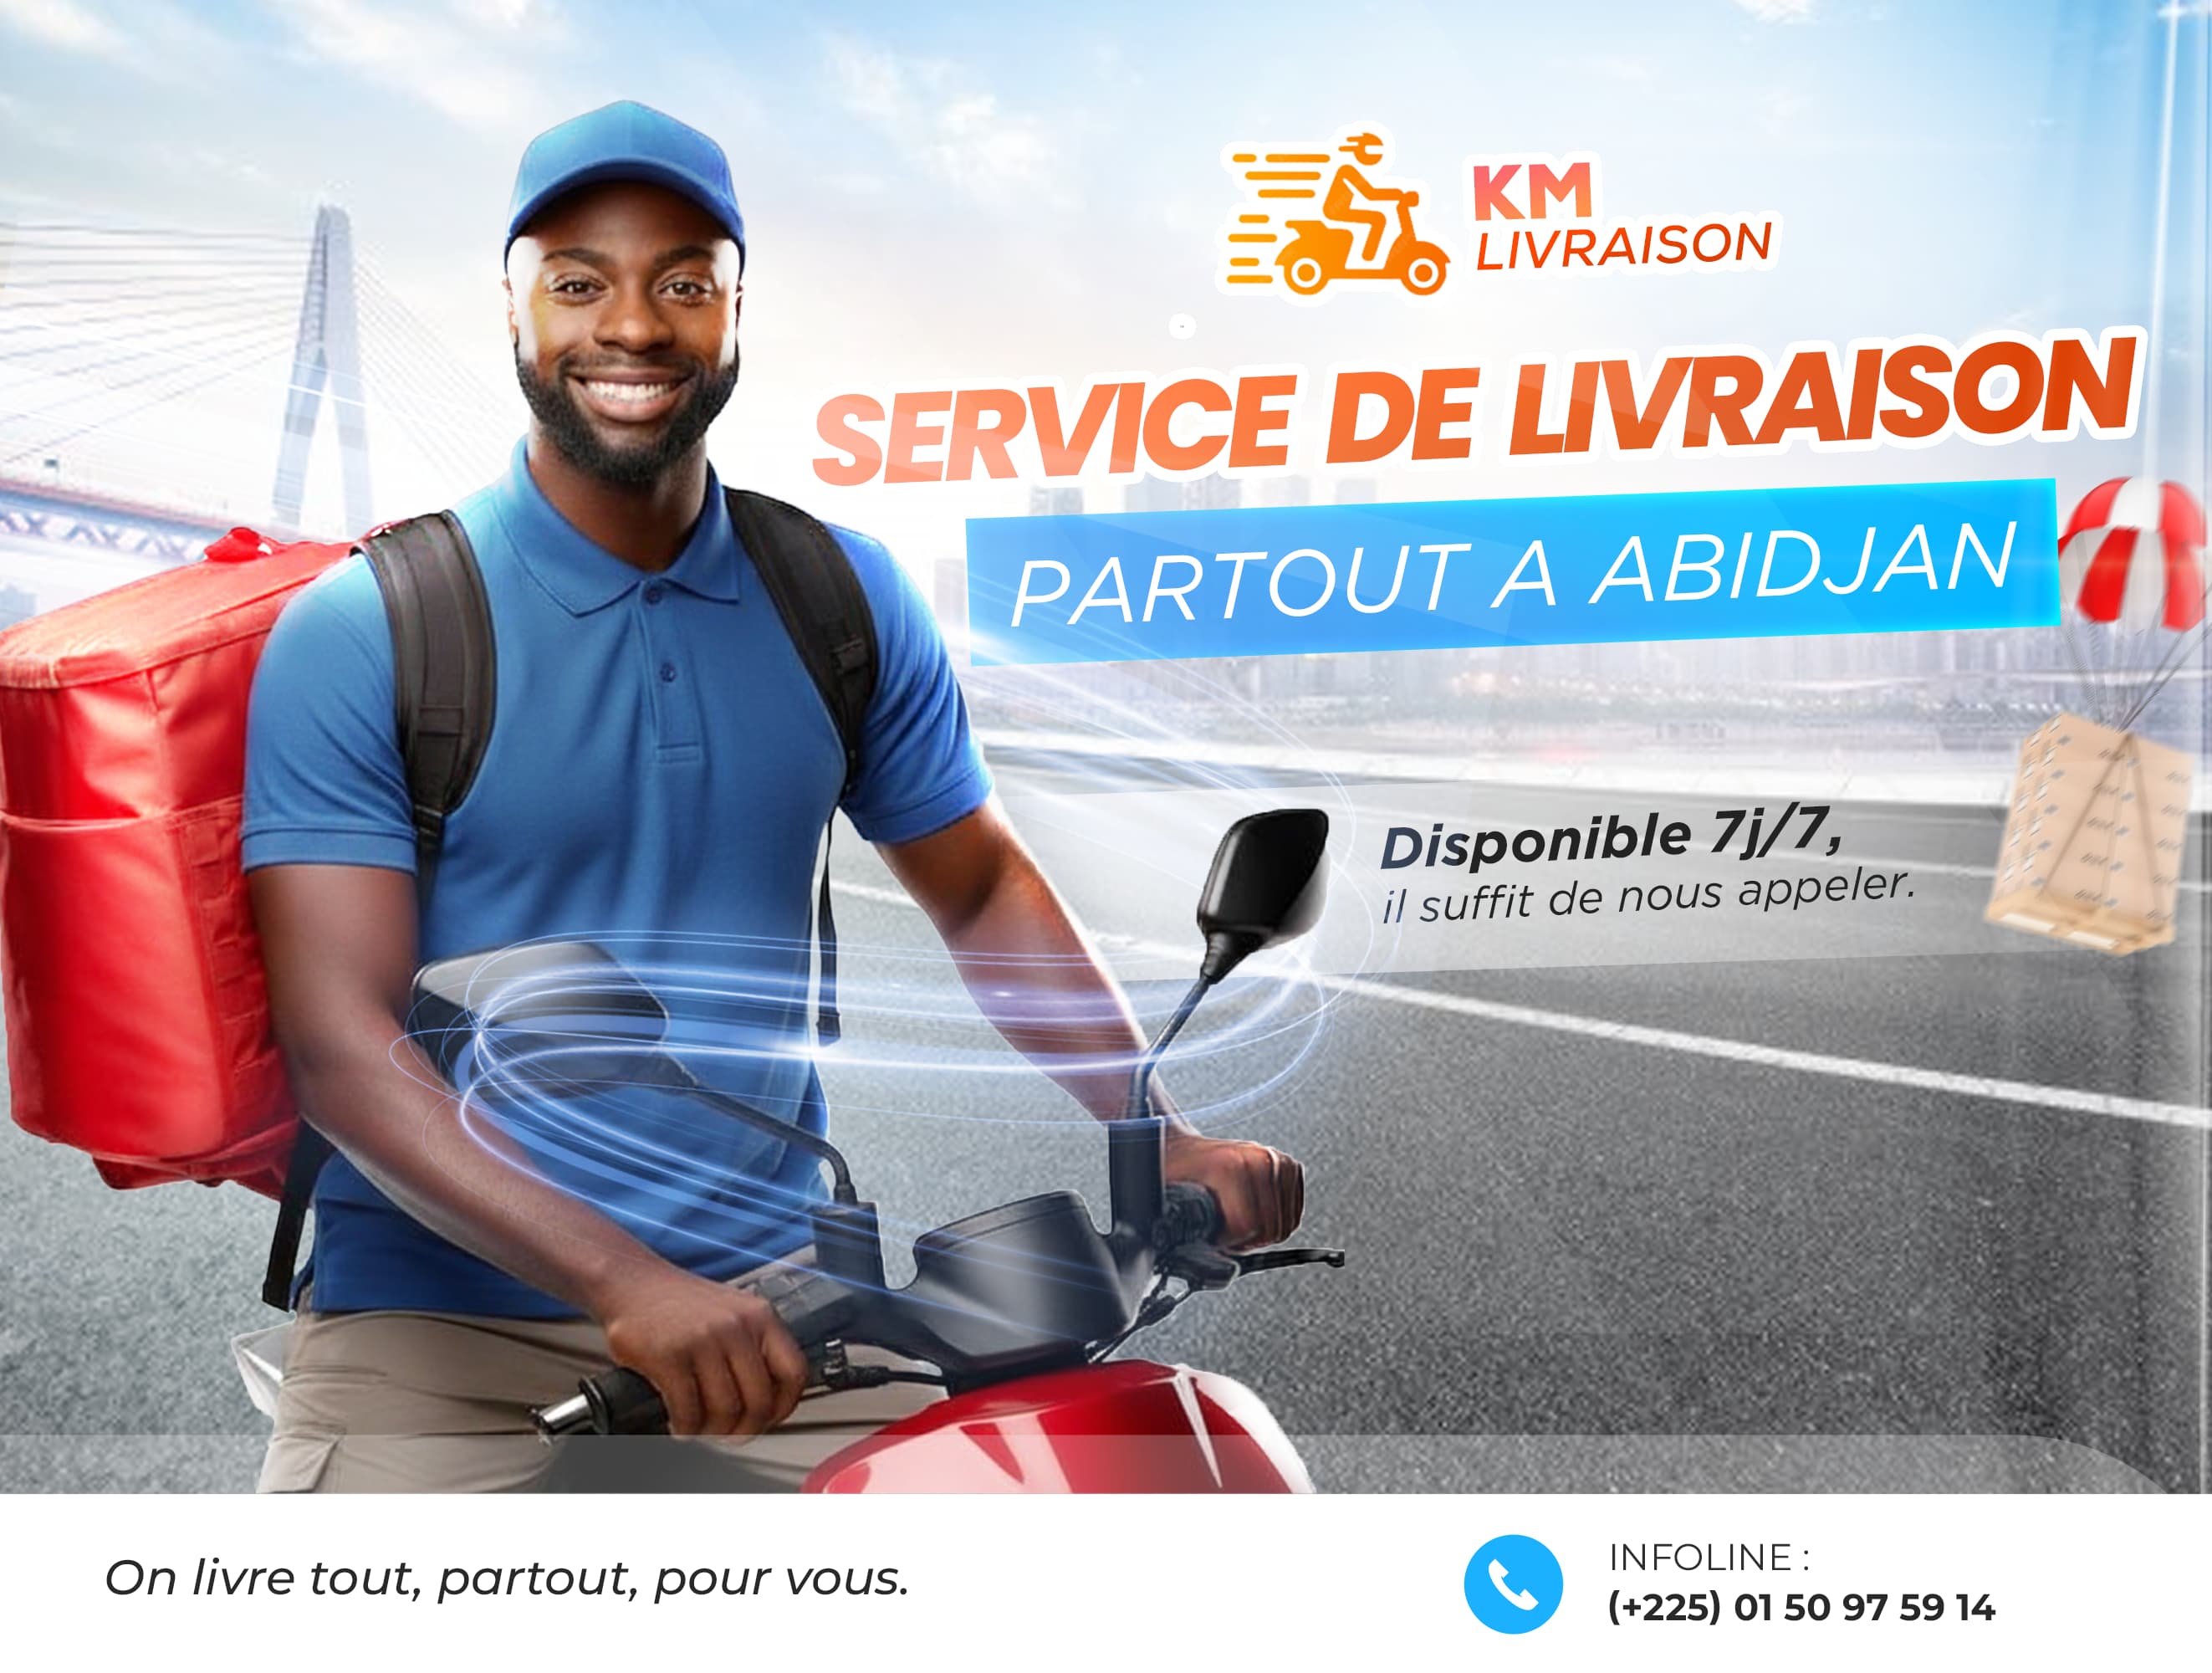 KM
LIVRAISON
SERVICE DE LIVRAISON
PARTOUT A ABIDJAN
Disponible 7j/7,
il suffit de nous appeler.
On livre tout, partout, pour vous.
INFOLINE :
(+225) 01 50 97 59 14